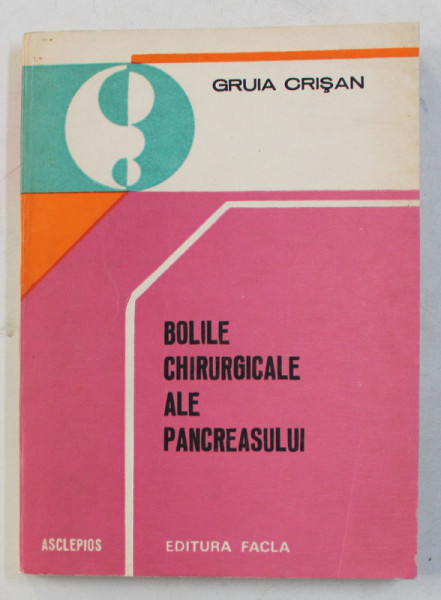 GRUIA CRIŞAN
BOLILE
CHIRURGICALE
ALE
PANCREASULUI
ASCLEPIOS
EDITURA FACLA